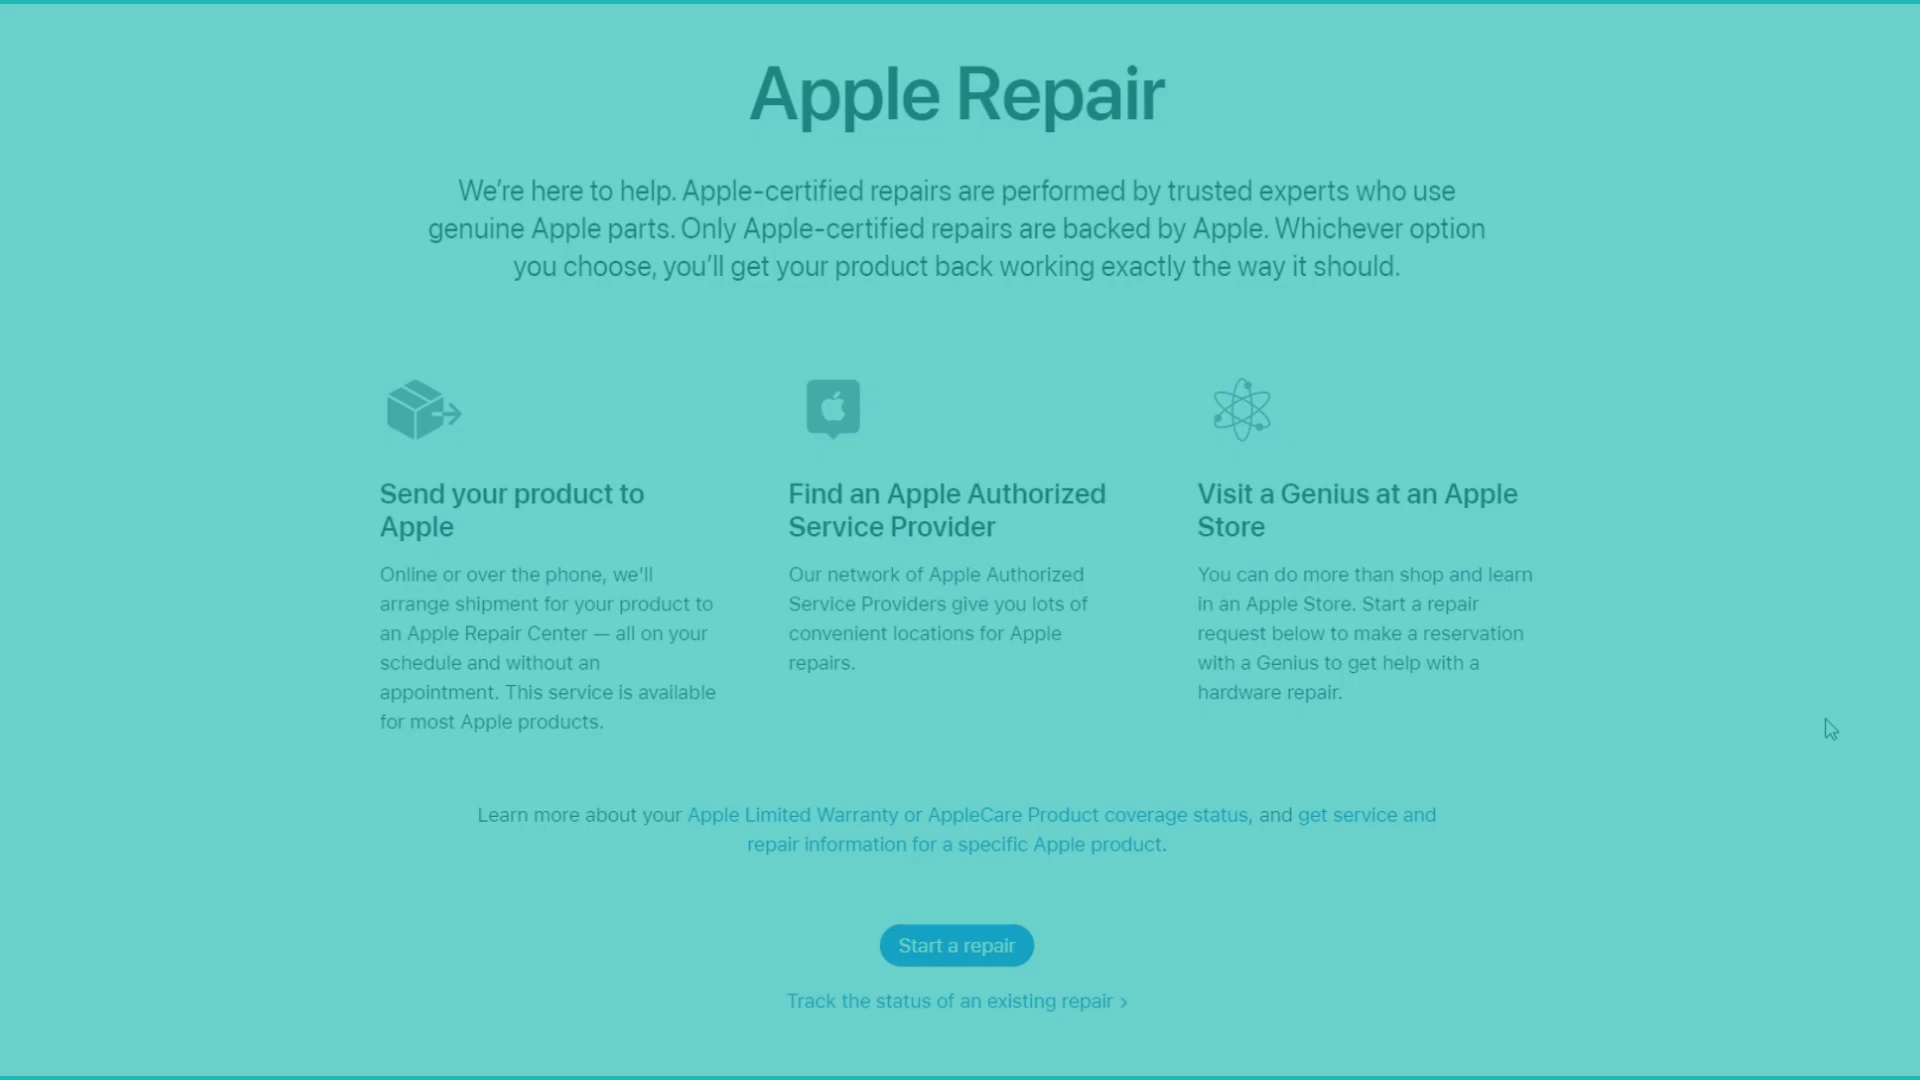 Apple Repair
We're here to help. Apple-certified repairs are performed by trusted experts who use
genuine Apple parts. Only Apple-certified repairs are backed by Apple. Whichever option
you choose, you'll get your product back working exactly the way it should.
Send your product to
Apple
Online or over the phone, we'll
arrange shipment for your product to
an Apple Repair Center — all on your
schedule and without an
appointment. This service is available
for most Apple products.
Find an Apple Authorized
Service Provider
Our network of Apple Authorized
Service Providers give you lots of
convenient locations for Apple
repairs.
Visit a Genius at an Apple
Store
You can do more than shop and learn
in an Apple Store. Start a repair
request below to make a reservation
with a Genius to get help with a
hardware repair.
Learn more about your Apple Limited Warranty or AppleCare Product coverage status, and get service and
repair information for a specific Apple product.
Start a repair
Track the status of an existing repair >